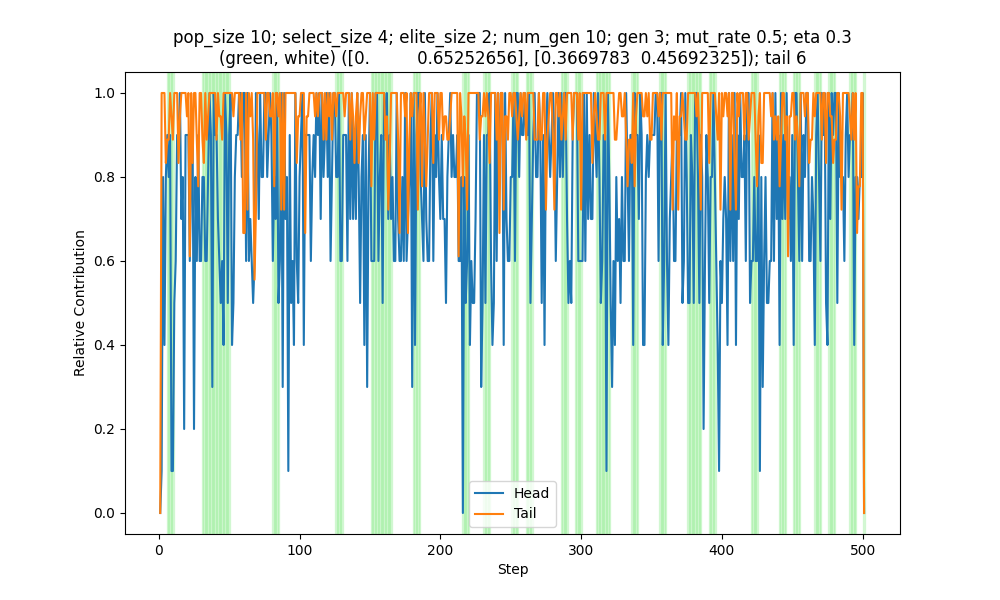 pop_size 10; select_size 4; elite_size 2; num_gen 10; gen 3; mut_rate 0.5; eta 0.3
(green, white) ([0.         0.65252656], [0.3669783  0.45692325]); tail 6
1.0
0.8
0.6
0.4
0.2
0.0
Relative Contribution
Head
Tail
0
100
200
300
400
500
Step